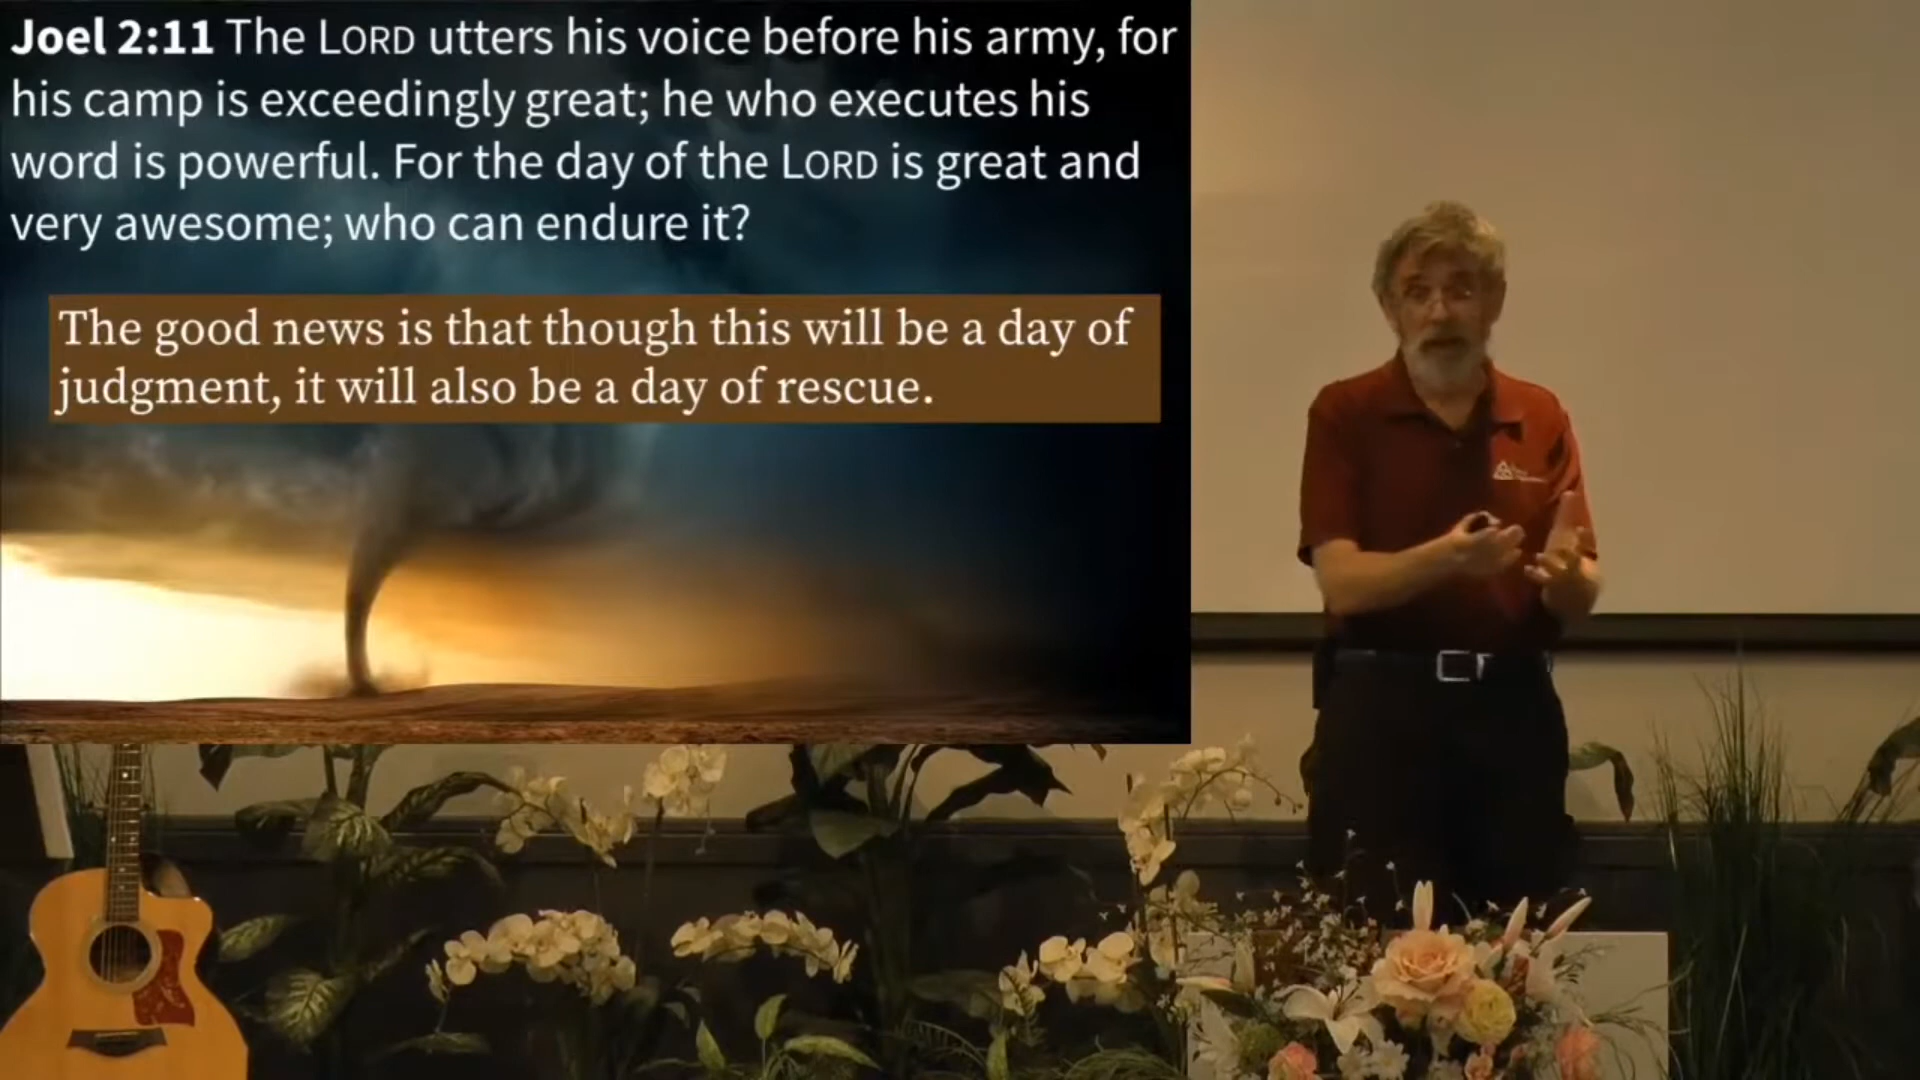 Joel 2:11 The LORD utters his voice before his army, for
his camp is exceedingly great; he who executes his
word is powerful. For the day of the LORD is great and
very awesome; who can endure it?
The good news is that though this will be a day of
judgment, it will also be a day of rescue.